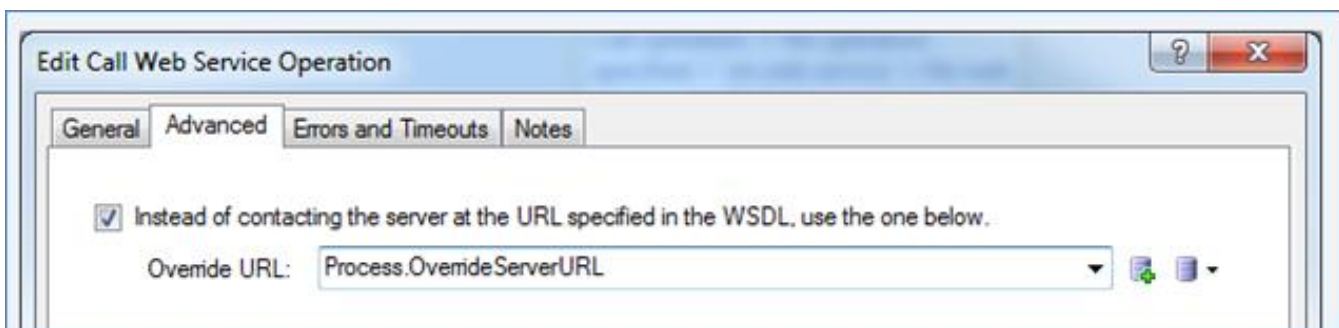 Edit Call Web Service Operation
General Advanced Errors and Timeouts Notes
Instead of contacting the server at the URL specified in the WSDL, use the one below.
Override URL: Process.OverrideServerURL